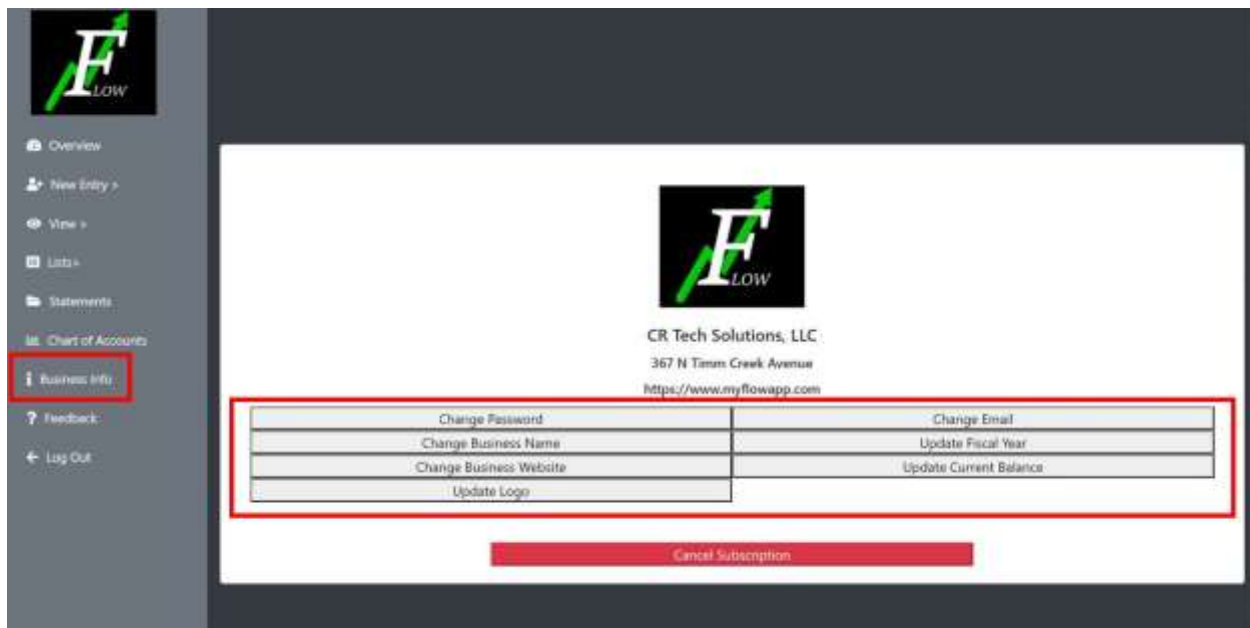 FLOW
Overview
New Entry >
View >
Lists>
Statements
Chart of Accounts
Business Info
Feedback
Log Out
FLOW
CR Tech Solutions, LLC
367 N Timm Creek Avenue
https://www.myflowapp.com
Change Password
Change Email
Change Business Name
Update Fiscal Year
Change Business Website
Update Current Balance
Update Logo
Cancel Subscription